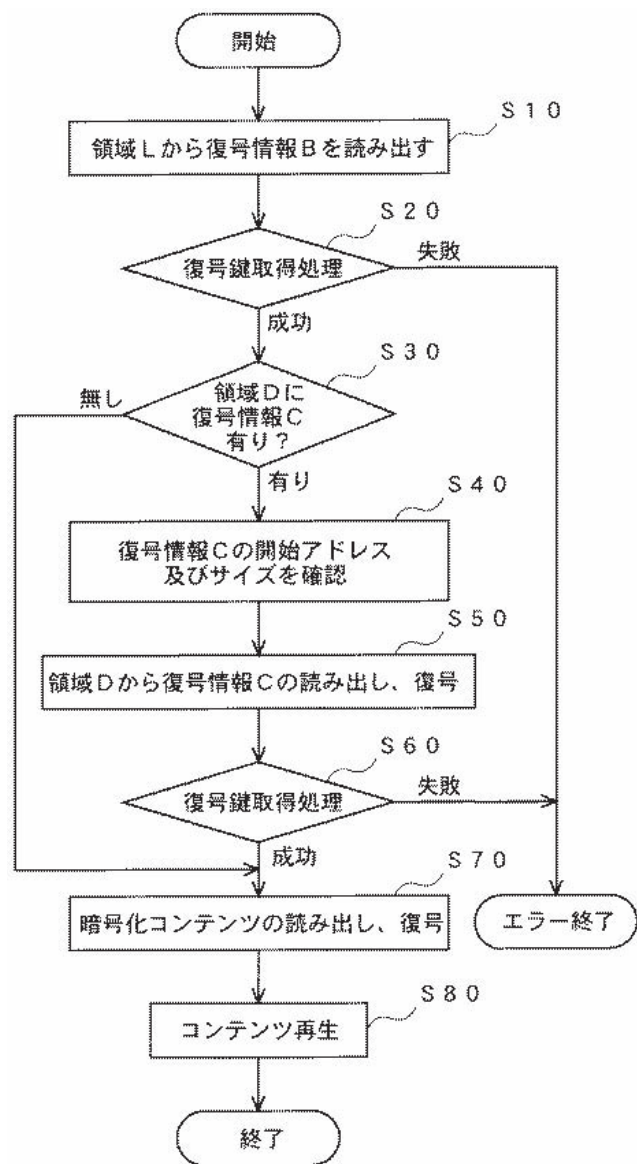 開始
S10
領域Lから復号情報Bを読み出す
S20
復号鍵取得処理
失敗
成功
S30
無し
領域Dに
復号情報C
有り?
有り
S40
復号情報Cの開始アドレス
及びサイズを確認
S50
領域Dから復号情報Cの読み出し、復号
S60
復号鍵取得処理
失敗
成功
S70
暗号化コンテンツの読み出し、復号
エラー終了
S80
コンテンツ再生
終了